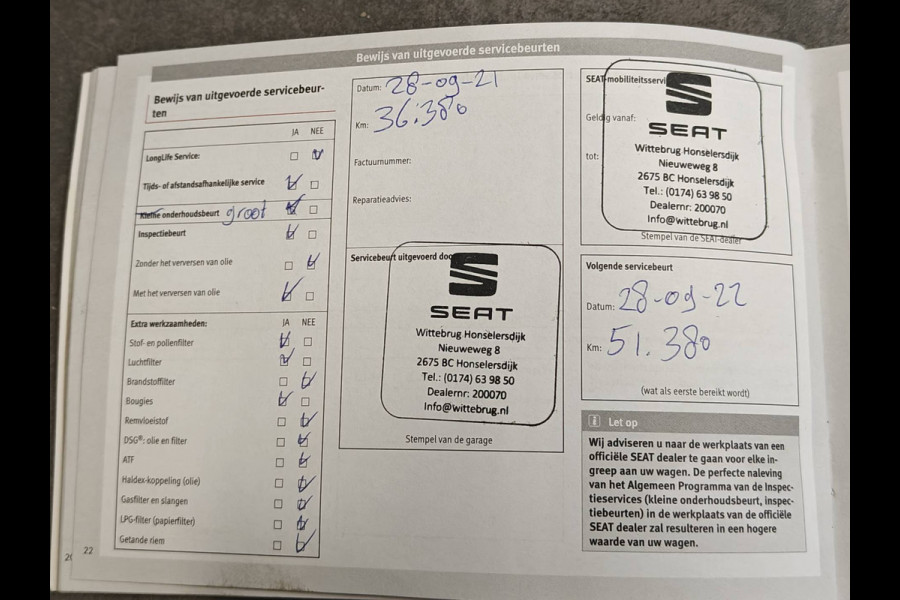 Bewijs van uitgevoerde servicebeurten
Bewijs van uitgevoerde servicebeur-
ten
JA NEE
LongLife Service:
Tijds- of afstandsafhankelijke service
Kleine onderhoudsbeurt groot
Inspectiebeurt
Zonder het verversen van olie
Met het verversen van olie
Extra werkzaamheden: JA NEE
Stof- en pollenfilter
Luchtfilter
Brandstoffilter
Bougies
Remvloeistof
DSG®: olie en filter
ATF
Haldex-koppeling (olie)
Gasfilter en slangen
LPG-filter (papierfilter)
Getande riem
22
Datum: 28-09-21
Km: 36.380
Factuurnummer:
Reparatieadvies:
Servicebeurt uitgevoerd doo
SEAT
Wittebrug Honselersdijk
Nieuweweg 8
2675 BC Honselersdijk
Tel.: (0174) 63 98 50
Dealernr: 200070
Info@wittebrug.nl
Stempel van de garage
SEAT-mobiliteitsservi
Geldig vanaf:
tot:
SEAT
Wittebrug Honselersdijk
Nieuweweg 8
2675 BC Honselersdijk
Tel.: (0174) 63 98 50
Dealernr: 200070
Info@wittebrug.nl
Stempel van de SEAT-dealer
Volgende servicebeurt
Datum: 28-09-22
Km: 51.380
(wat als eerste bereikt wordt)
Let op
Wij adviseren u naar de werkplaats van een
officiële SEAT dealer te gaan voor elke in-
greep aan uw wagen. De perfecte naleving
van het Algemeen Programma van de Inspec-
tieservices (kleine onderhoudsbeurt, inspec-
tiebeurten) in de werkplaats van de officiële
SEAT dealer zal resulteren in een hogere
waarde van uw wagen.